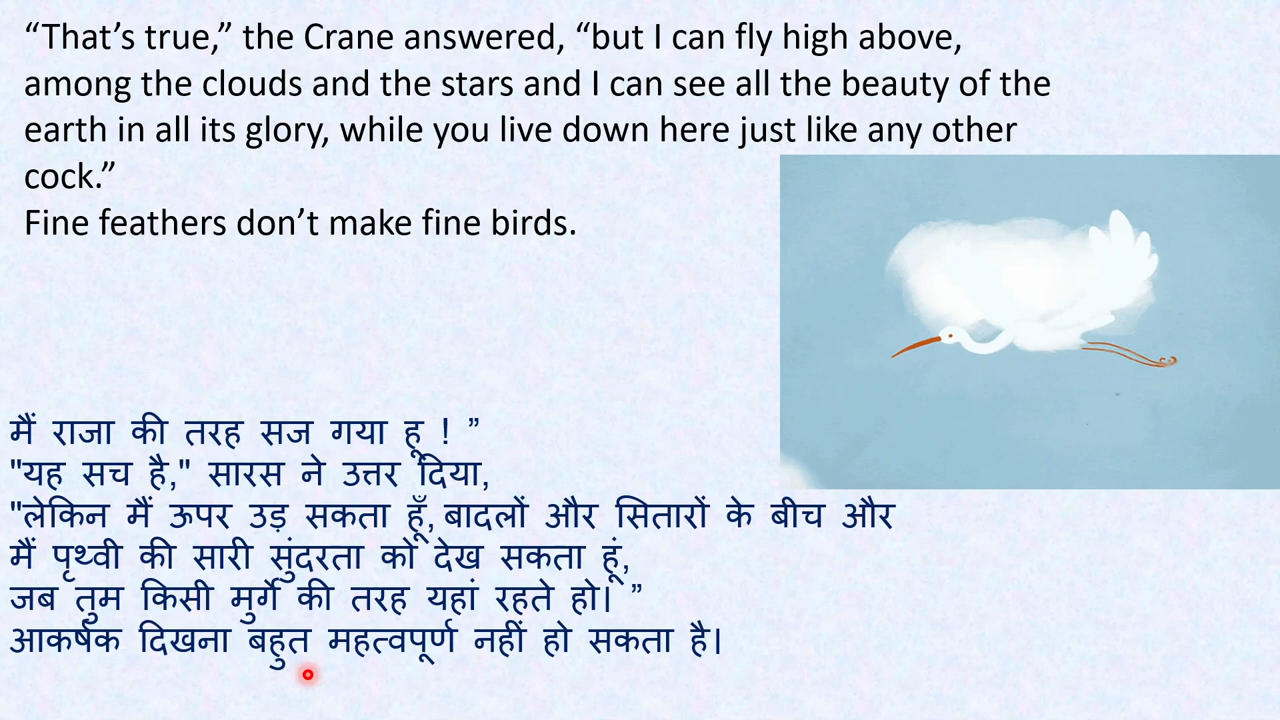 “That’s true,” the Crane answered, “but I can fly high above,
among the clouds and the stars and I can see all the beauty of the
earth in all its glory, while you live down here just like any other
cock.”
Fine feathers don’t make fine birds.
मैं राजा की तरह सज गया हू ! ”
"यह सच है," सारस ने उत्तर दिया,
"लेकिन मैं ऊपर उड़ सकता हूँ, बादलों और सितारों के बीच और
मैं पृथ्वी की सारी सुंदरता को देख सकता हूं,
जब तुम किसी मुर्गे की तरह यहां रहते हो। ”
आकर्षक दिखना बहुत महत्वपूर्ण नहीं हो सकता है।